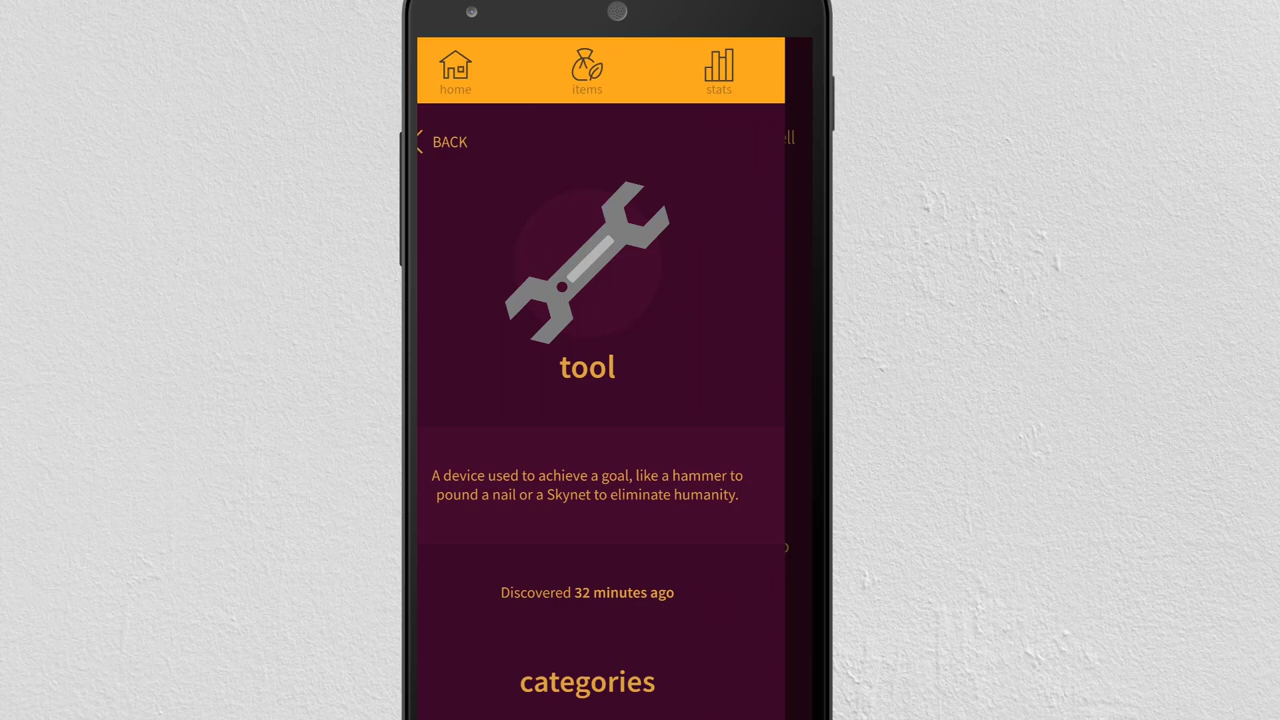 home
items
stats
BACK
tool
A device used to achieve a goal, like a hammer to
pound a nail or a Skynet to eliminate humanity.
Discovered 32 minutes ago
categories